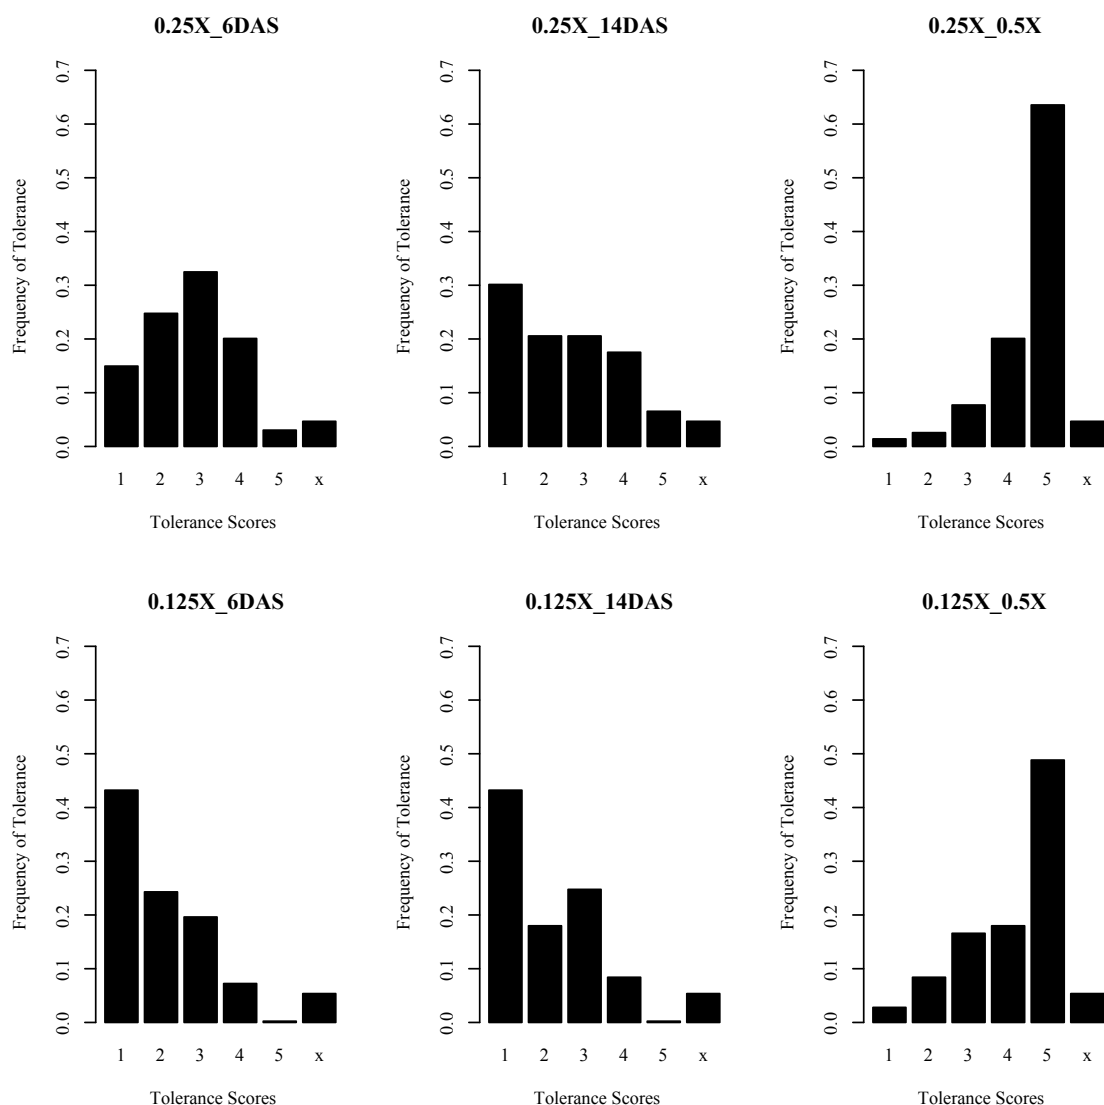 0.25X_6DAS
0.25X_14DAS
0.25X_0.5X
Frequency of Tolerance
0.0 0.1 0.2 0.3 0.4 0.5 0.6 0.7
1 2 3 4 5 x
Tolerance Scores
Frequency of Tolerance
0.0 0.1 0.2 0.3 0.4 0.5 0.6 0.7
1 2 3 4 5 x
Tolerance Scores
Frequency of Tolerance
0.0 0.1 0.2 0.3 0.4 0.5 0.6 0.7
1 2 3 4 5 x
Tolerance Scores
0.125X_6DAS
0.125X_14DAS
0.125X_0.5X
Frequency of Tolerance
0.0 0.1 0.2 0.3 0.4 0.5 0.6 0.7
1 2 3 4 5 x
Tolerance Scores
Frequency of Tolerance
0.0 0.1 0.2 0.3 0.4 0.5 0.6 0.7
1 2 3 4 5 x
Tolerance Scores
Frequency of Tolerance
0.0 0.1 0.2 0.3 0.4 0.5 0.6 0.7
1 2 3 4 5 x
Tolerance Scores